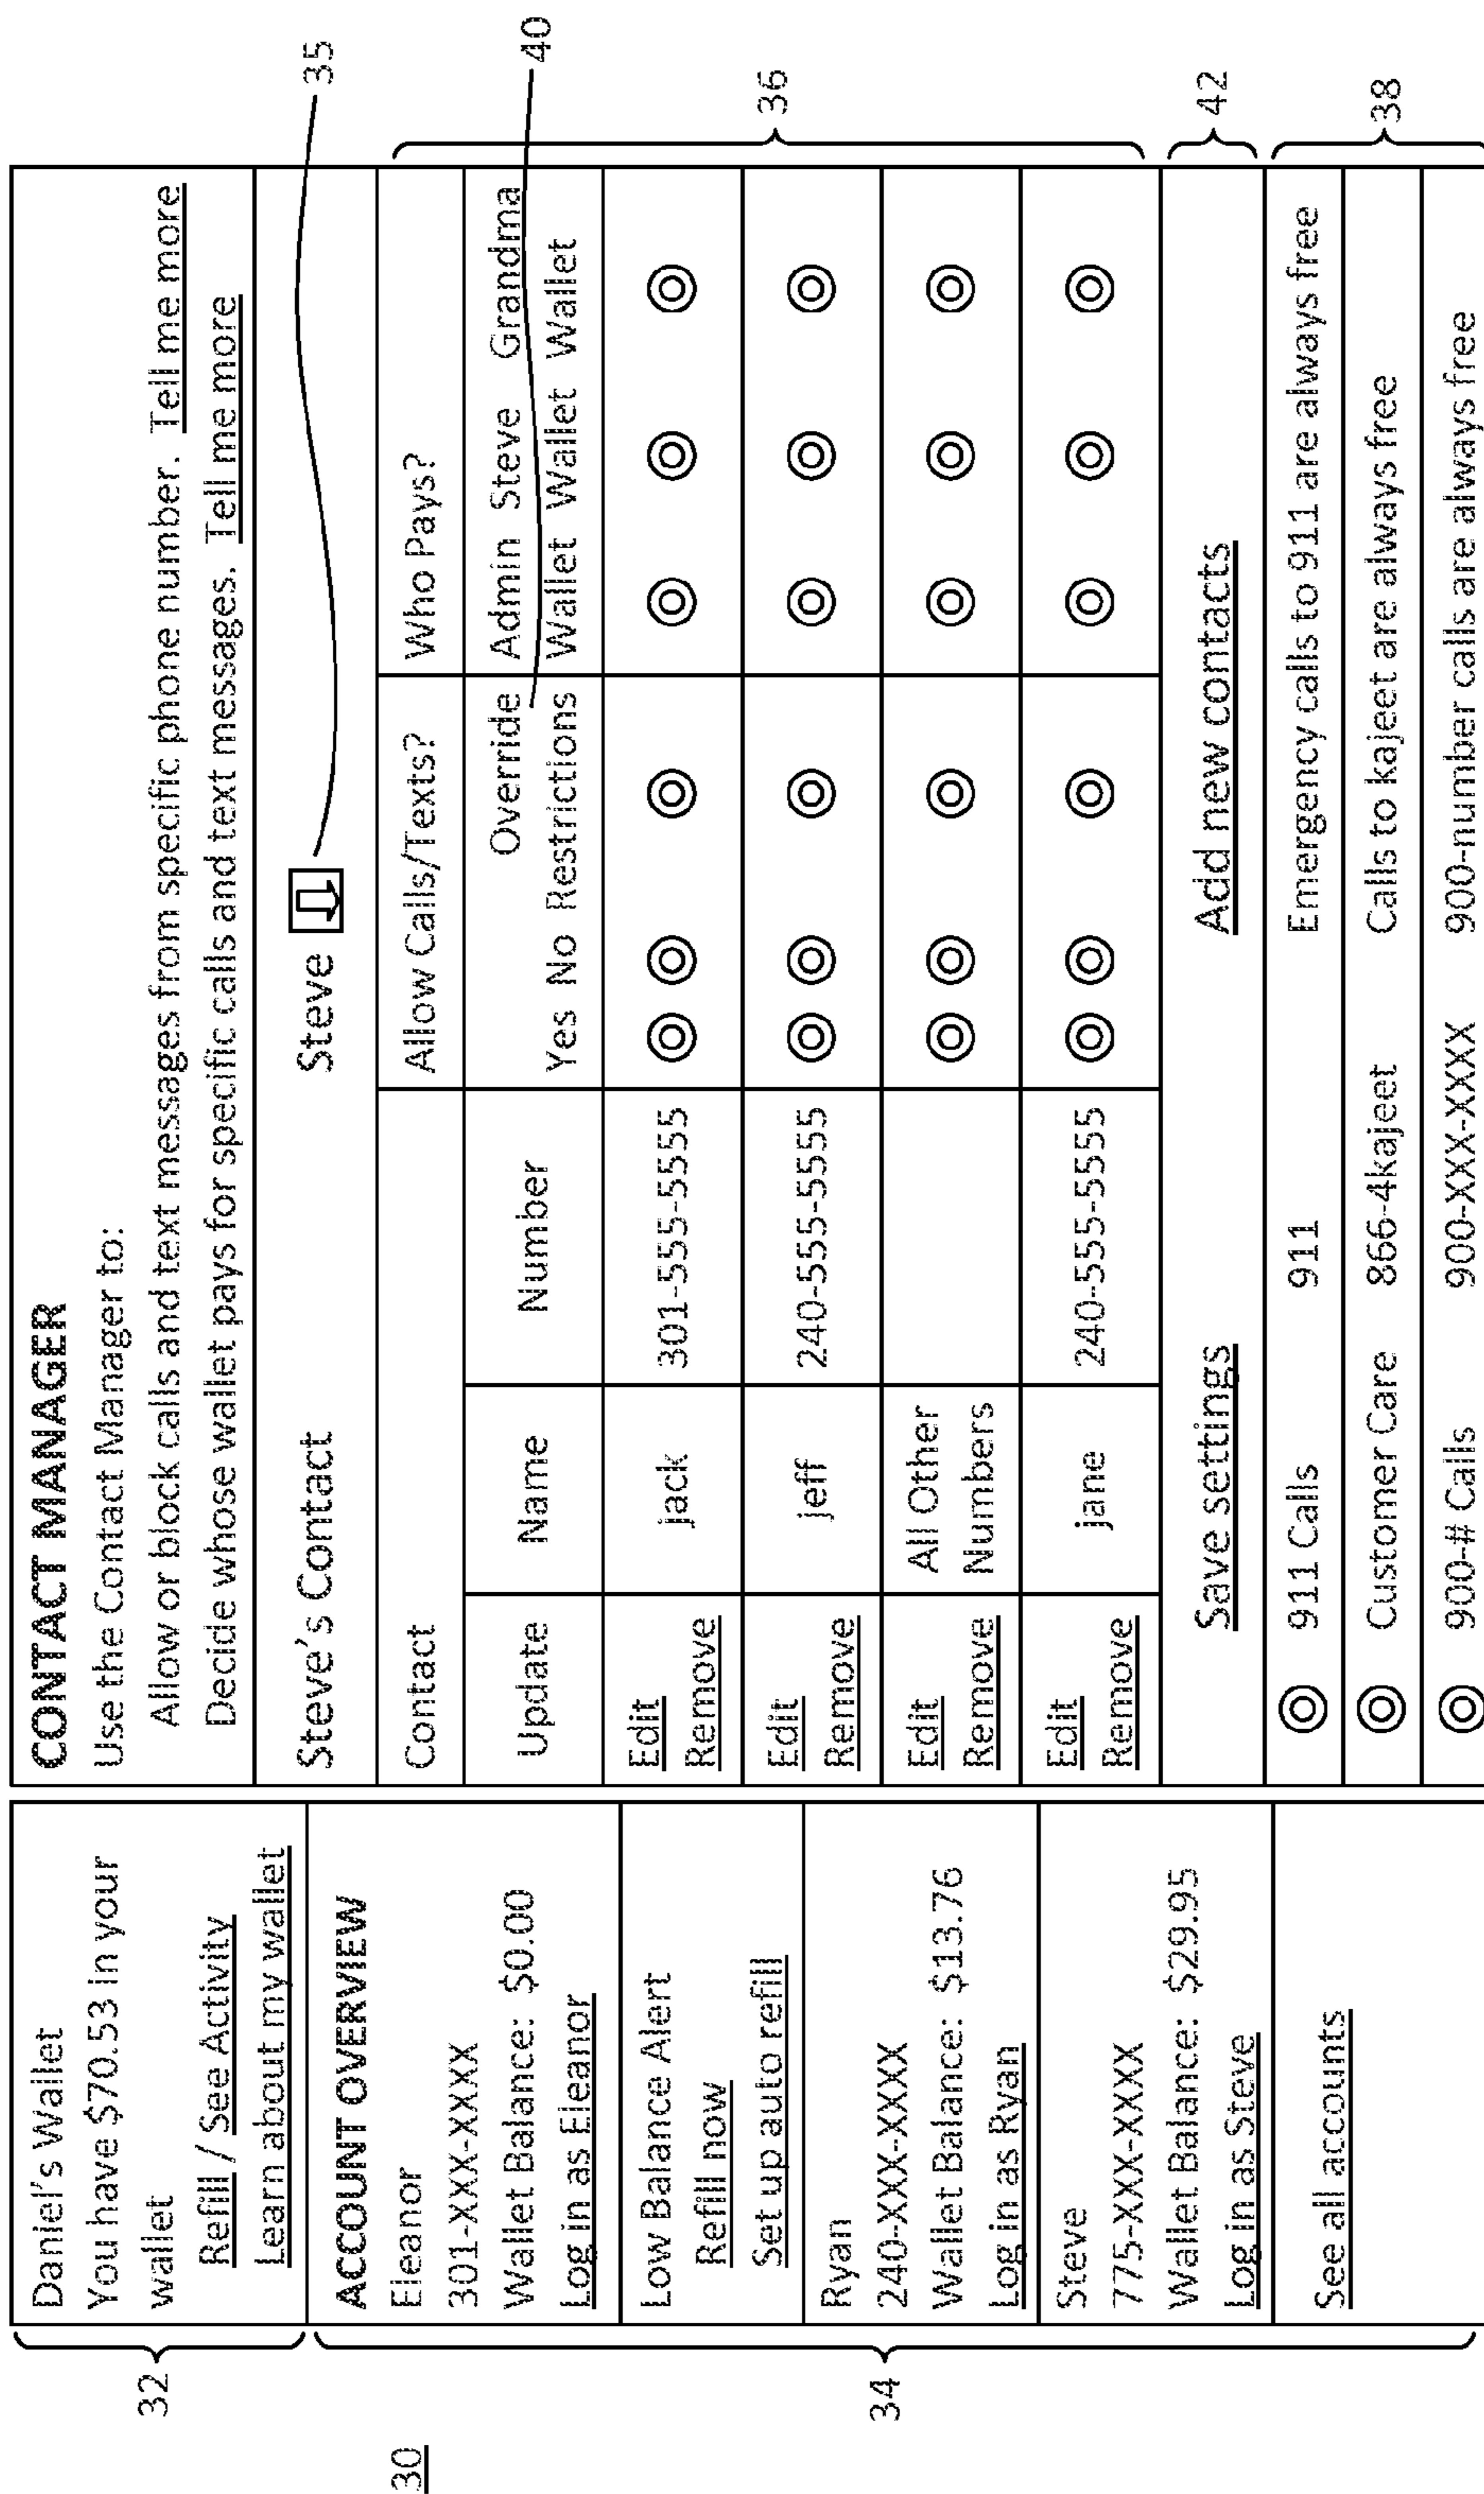 30
32
Daniel's Wallet
You have $70.53 in your
wallet
Refill / See Activity
Learn about my wallet
34
ACCOUNT OVERVIEW
Eleanor
301-XXX-XXXX
Wallet Balance: $0.00
Log in as Eleanor
Low Balance Alert
Refill now
Set up auto refill
Ryan
240-XXX-XXXX
Wallet Balance: $13.76
Log in as Ryan
Steve
775-XXX-XXXX
Wallet Balance: $29.95
Log in as Steve
See all accounts
CONTACT MANAGER
Use the Contact Manager to:
Allow or block calls and text messages from specific phone number. Tell me more
Decide whose wallet pays for specific calls and text messages. Tell me more
Steve's Contact Steve 35
Contact Allow Calls/Texts? Who Pays?
Override Admin Steve Grandma 40
Update Name Number Yes No Restrictions Wallet Wallet Wallet
Edit
Remove jack 301-555-5555
36
Edit
Remove jeff 240-555-5555
Edit All Other
Remove Numbers
Edit
Remove jane 240-555-5555
Save settings Add new contacts 42
911 Calls 911 Emergency calls to 911 are always free
Customer Care 866-4kajeet Calls to kajeet are always free 38
900-# Calls 900-XXX-XXXX 900-number calls are always free